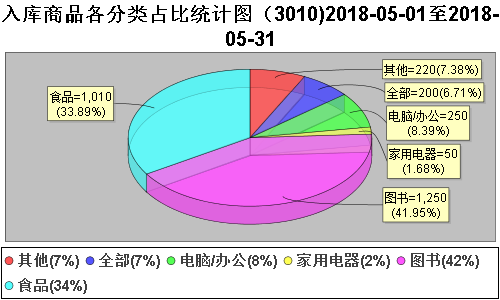 入库商品各分类占比统计图（3010)2018-05-01至2018-
05-31
其他=220(7.38%)
全部=200(6.71%)
电脑/办公=250
(8.39%)
家用电器=50
(1.68%)
图书=1,250
(41.95%)
食品=1,010
(33.89%)
其他(7%) 全部(7%) 电脑/办公(8%) 家用电器(2%) 图书(42%)
食品(34%)